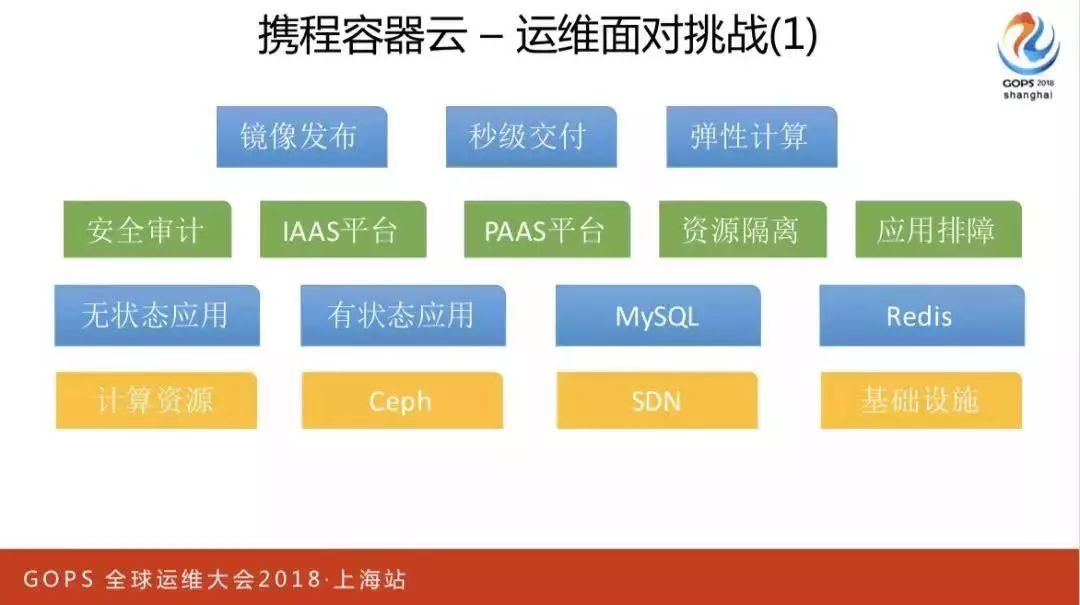 携程容器云 – 运维面对挑战(1)
GOPS 2018
shanghai
镜像发布
秒级交付
弹性计算
安全审计
IAAS平台
PAAS平台
资源隔离
应用排障
无状态应用
有状态应用
MySQL
Redis
计算资源
Ceph
SDN
基础设施
GOPS 全球运维大会2018·上海站